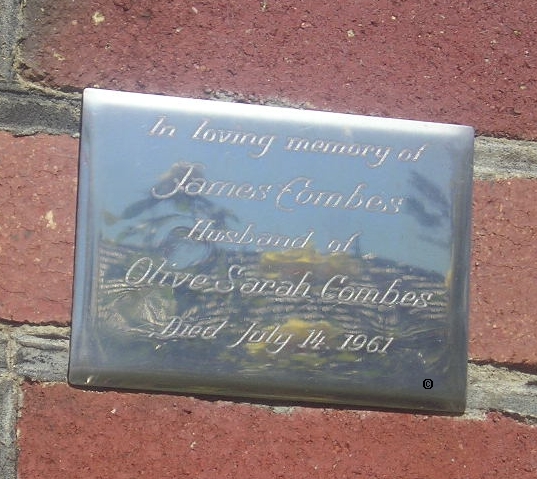 In loving memory of
James Combes
Husband of
Olive Sarah Combes
Died July 14. 1961
©